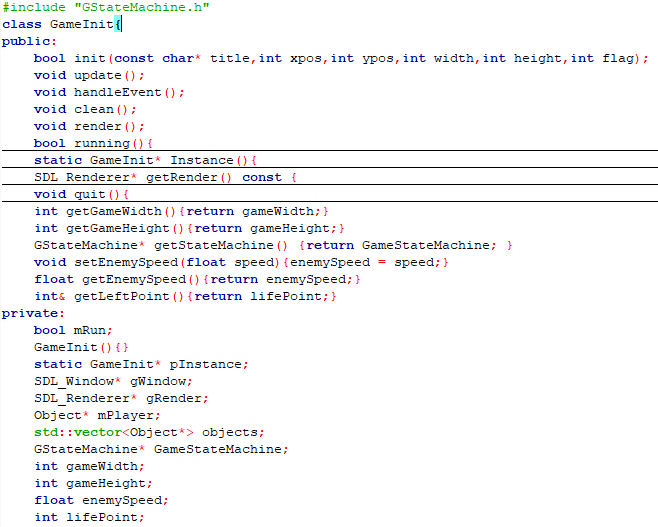 #include "GStateMachine.h"
class GameInit{
public:
    bool init(const char* title,int xpos,int ypos,int width,int height,int flag);
    void update();
    void handleEvent();
    void clean();
    void render();
    bool running(){
    static GameInit* Instance(){
    SDL_Renderer* getRender() const {
    void quit(){
    int getGameWidth(){return gameWidth;}
    int getGameHeight(){return gameHeight;}
    GStateMachine* getStateMachine() {return GameStateMachine; }
    void setEnemySpeed(float speed){enemySpeed = speed;}
    float getEnemySpeed(){return enemySpeed;}
    int& getLeftPoint(){return lifePoint;}
private:
    bool mRun;
    GameInit(){}
    static GameInit* pInstance;
    SDL_Window* gWindow;
    SDL_Renderer* gRender;
    Object* mPlayer;
    std::vector<Object*> objects;
    GStateMachine* GameStateMachine;
    int gameWidth;
    int gameHeight;
    float enemySpeed;
    int lifePoint;